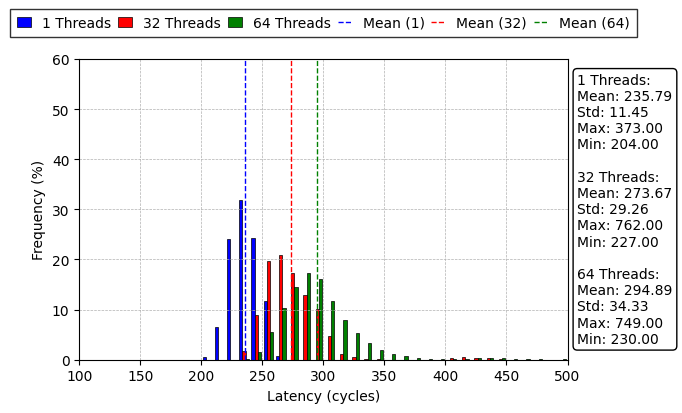 1 Threads 32 Threads 64 Threads Mean (1) Mean (32) Mean (64)
60
50
40
30
20
10
0
Frequency (%)
100 150 200 250 300 350 400 450 500
Latency (cycles)
1 Threads:
Mean: 235.79
Std: 11.45
Max: 373.00
Min: 204.00
32 Threads:
Mean: 273.67
Std: 29.26
Max: 762.00
Min: 227.00
64 Threads:
Mean: 294.89
Std: 34.33
Max: 749.00
Min: 230.00